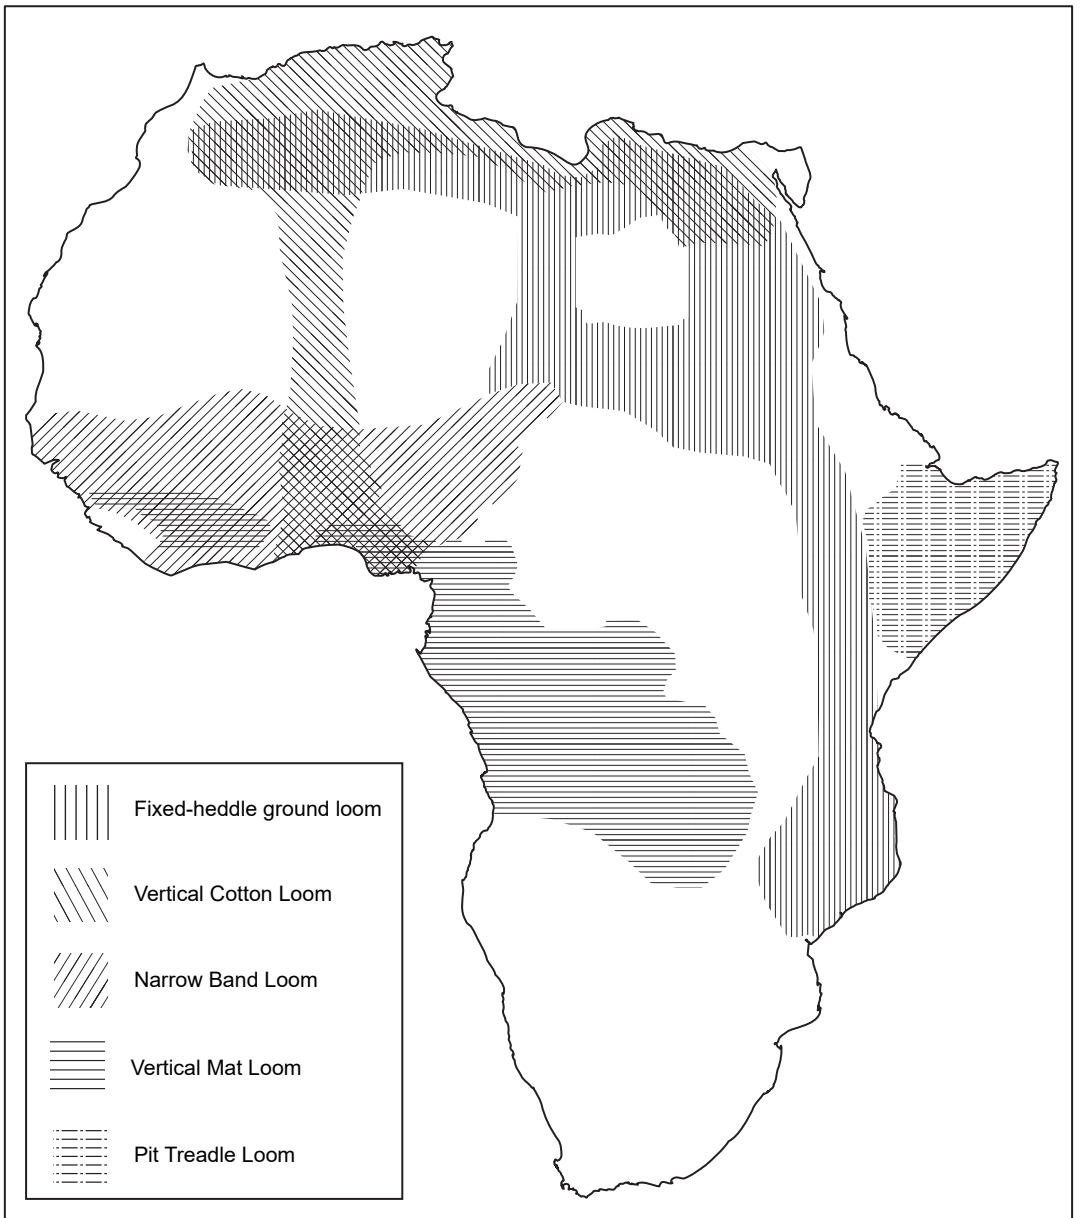 Fixed-heddle ground loom
Vertical Cotton Loom
Narrow Band Loom
Vertical Mat Loom
Pit Treadle Loom